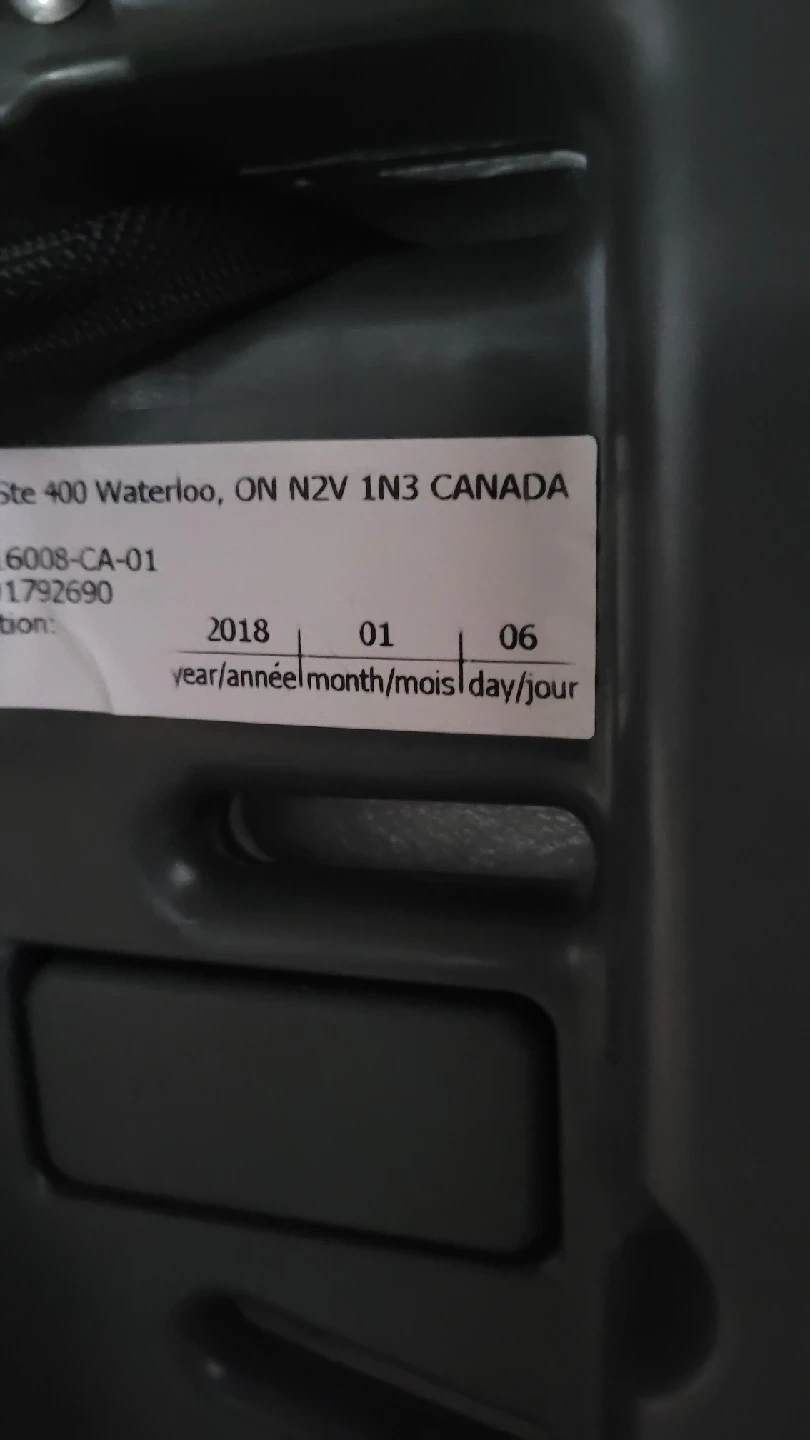 Ste 400 Waterloo, ON N2V 1N3 CANADA
6008-CA-01
1792690
tion:
2018 01 06
year/année month/mois day/jour